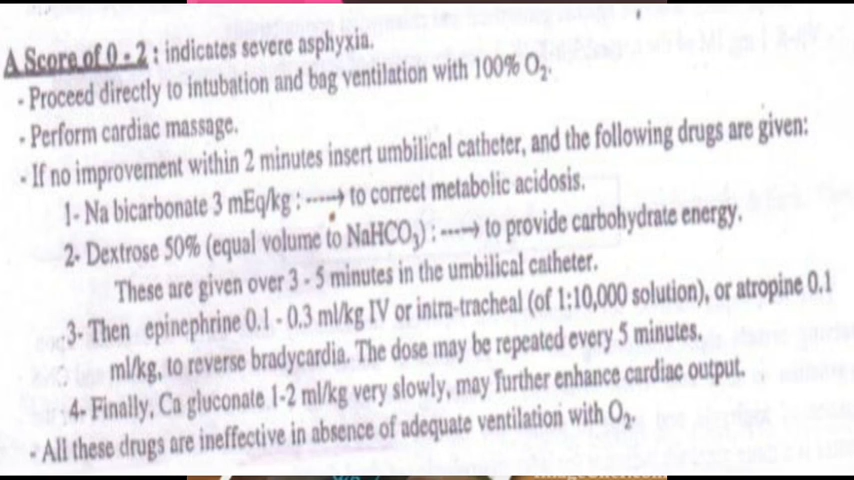 A Score of 0 - 2 : indicates severe asphyxia.
- Proceed directly to intubation and bag ventilation with 100% O₂.
- Perform cardiac massage.
- If no improvement within 2 minutes insert umbilical catheter, and the following drugs are given:
1- Na bicarbonate 3 mEq/kg : ----→ to correct metabolic acidosis.
2- Dextrose 50% (equal volume to NaHCO₃) : ----→ to provide carbohydrate energy.
These are given over 3 - 5 minutes in the umbilical catheter.
3- Then epinephrine 0.1 - 0.3 ml/kg IV or intra-tracheal (of 1:10,000 solution), or atropine 0.1
ml/kg, to reverse bradycardia. The dose may be repeated every 5 minutes.
4- Finally, Ca gluconate 1-2 ml/kg very slowly, may further enhance cardiac output.
- All these drugs are ineffective in absence of adequate ventilation with O₂.